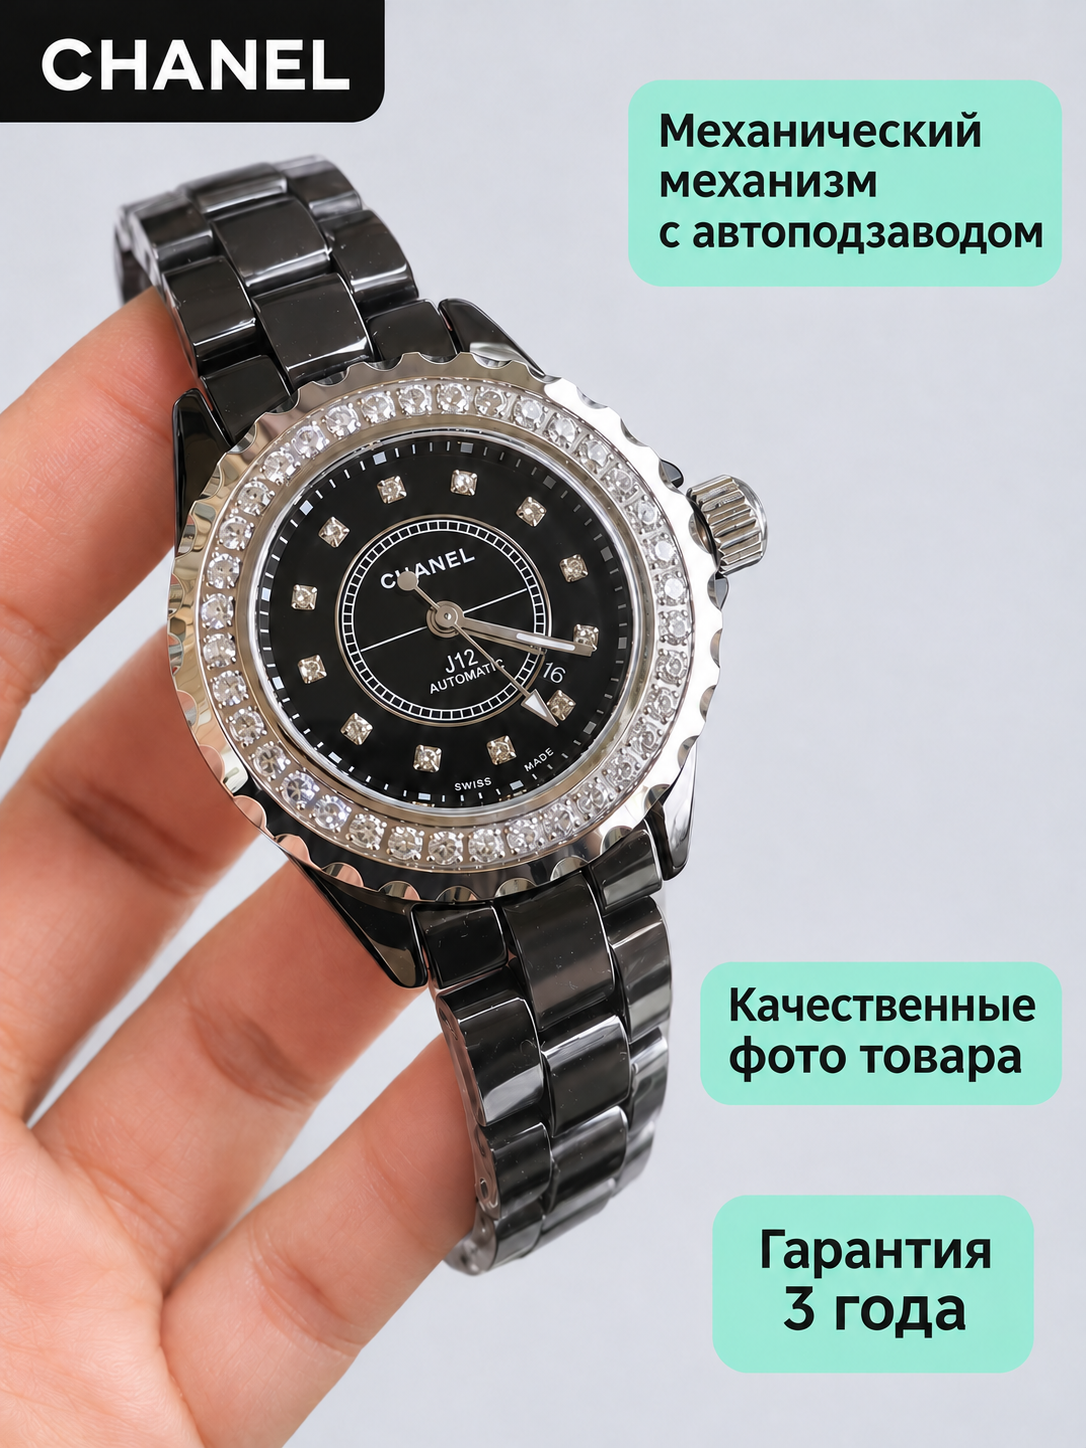 CHANEL
Механический
механизм
с автоподзаводом
CHANEL
J12
AUTOMATIC
16
SWISS MADE
Качественные
фото товара
Гарантия
3 года